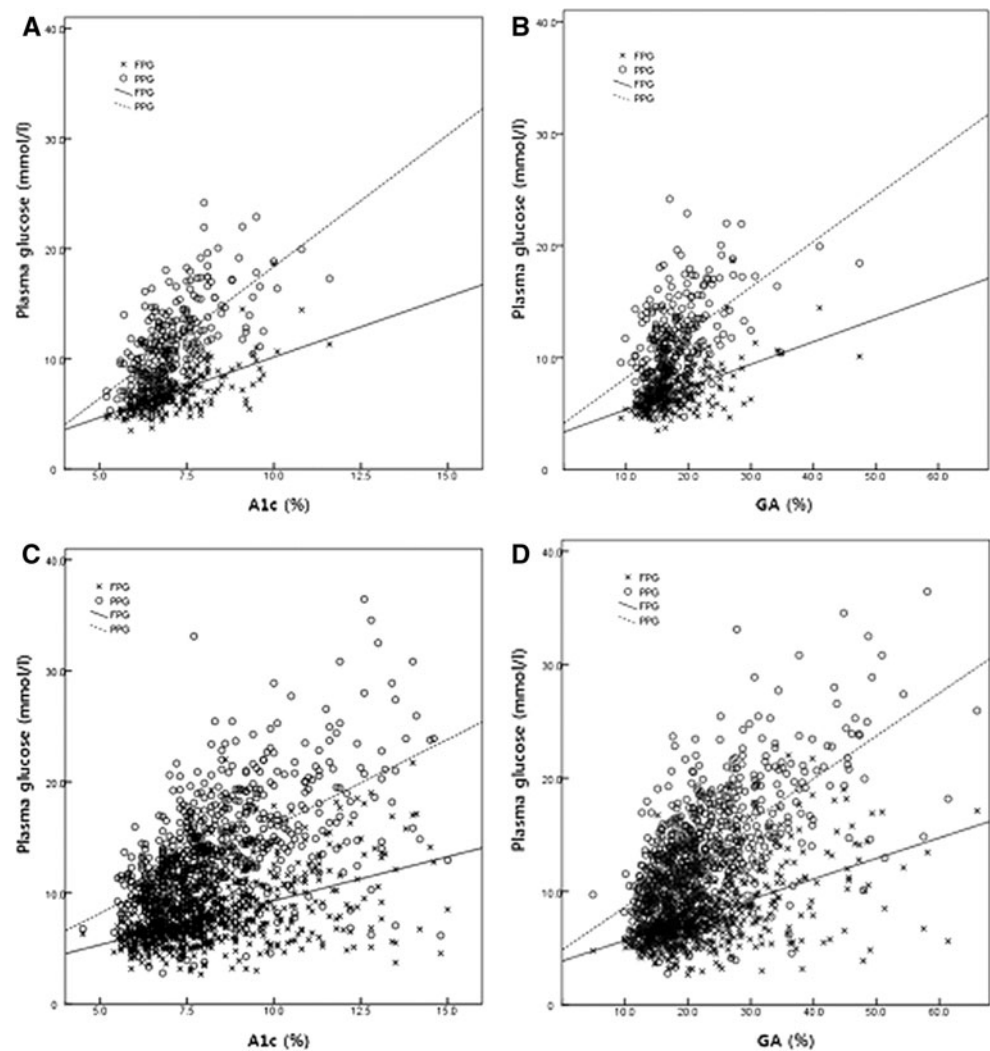 A
Plasma glucose (mmol/l)
40.0
30.0
20.0
10.0
0
FPG
PPG
FPG
PPG
5.0 7.5 10.0 12.5 15.0
A1c (%)
B
Plasma glucose (mmol/l)
40.0
30.0
20.0
10.0
0
FPG
PPG
FPG
PPG
10.0 20.0 30.0 40.0 50.0 60.0
GA (%)
C
Plasma glucose (mmol/l)
40.0
30.0
20.0
10.0
0
FPG
PPG
FPG
PPG
5.0 7.5 10.0 12.5 15.0
A1c (%)
D
Plasma glucose (mmol/l)
40.0
30.0
20.0
10.0
0
FPG
PPG
FPG
PPG
10.0 20.0 30.0 40.0 50.0 60.0
GA (%)